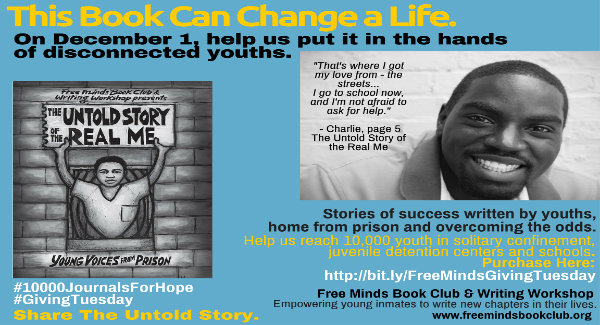 This Book Can Change a Life.
On December 1, help us put it in the hands
of disconnected youths.
Free Minds Book Club &
Writing Workshop presents
THE UNTOLD STORY
OF THE REAL ME
YOUNG VOICES FROM PRISON
"That's where I got
my love from - the
streets...
I go to school now,
and I'm not afraid to
ask for help."
- Charlie, page 5
The Untold Story of
the Real Me
Stories of success written by youths,
home from prison and overcoming the odds.
Help us reach 10,000 youth in solitary confinement,
juvenile detention centers and schools.
Purchase Here:
http://bit.ly/FreeMindsGivingTuesday
#10000JournalsForHope
#GivingTuesday
Share The Untold Story.
Free Minds Book Club & Writing Workshop
Empowering young inmates to write new chapters in their lives.
www.freemindsbookclub.org